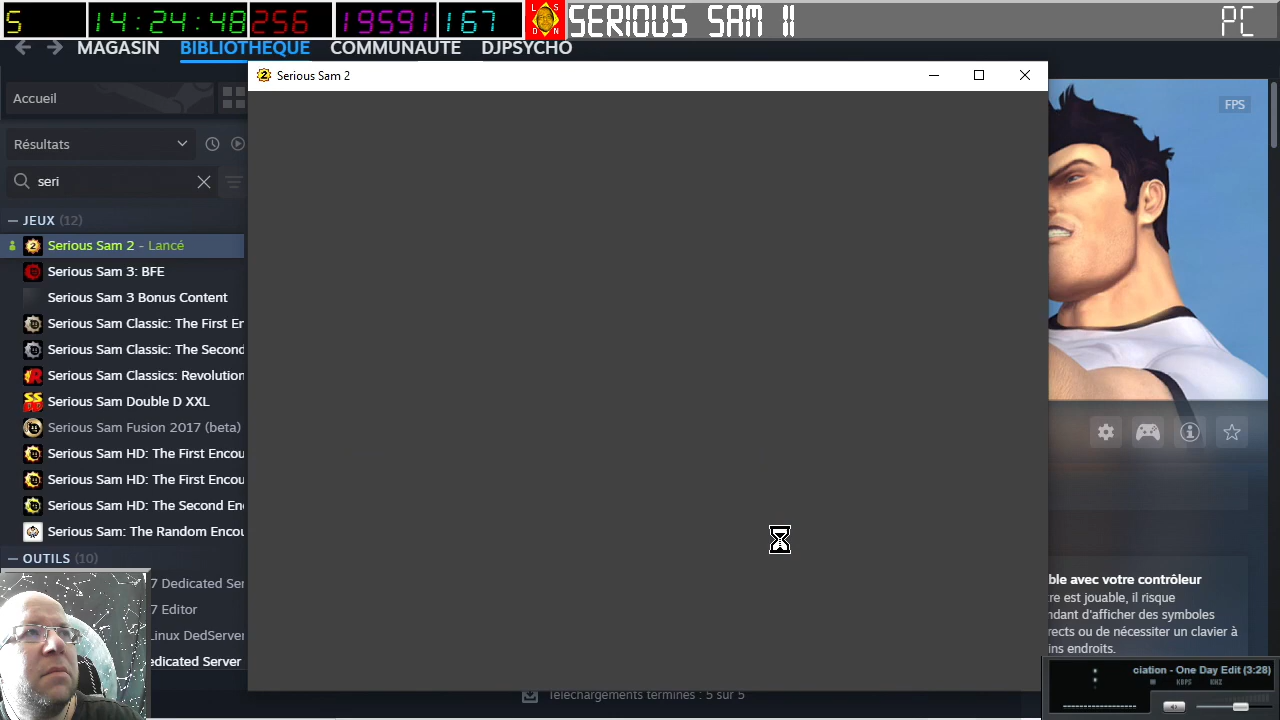 5 14:24:48 256 19591 167 LSDN SERIOUS SAM II PC
MAGASIN BIBLIOTHÈQUE COMMUNAUTÉ DJPSYCHO
Serious Sam 2
Accueil
FPS
Résultats
seri
— JEUX (12)
Serious Sam 2 - Lancé
Serious Sam 3: BFE
Serious Sam 3 Bonus Content
Serious Sam Classic: The First En
Serious Sam Classic: The Second
Serious Sam Classics: Revolution
Serious Sam Double D XXL
Serious Sam Fusion 2017 (beta)
Serious Sam HD: The First Encou
Serious Sam HD: The First Encou
Serious Sam HD: The Second En
Serious Sam: The Random Encou
— OUTILS (10)
7 Dedicated Ser
7 Editor
Linux DedServer
edicated Server
ble avec votre contrôleur
re est jouable, il risque
ndant d'afficher des symboles
rects ou de nécessiter un clavier à
ins endroits.
Téléchargements terminés : 5 sur 5
ciation - One Day Edit (3:28)
KBPS KHZ